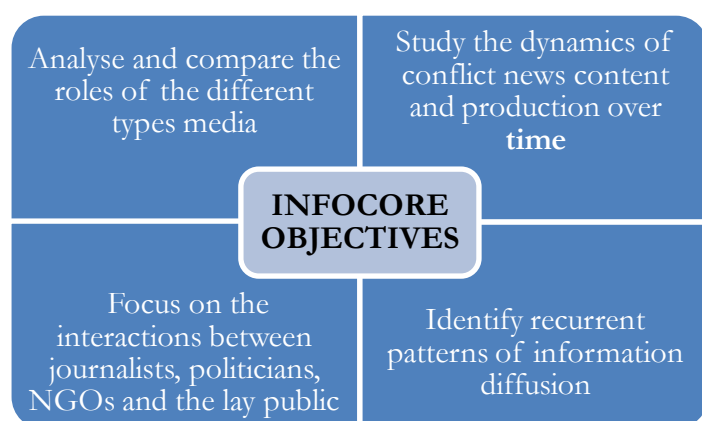 Analyse and compare the
roles of the different
types media
Study the dynamics of
conflict news content
and production over
time
INFOCORE
OBJECTIVES
Focus on the
interactions between
journalists, politicians,
NGOs and the lay public
Identify recurrent
patterns of information
diffusion